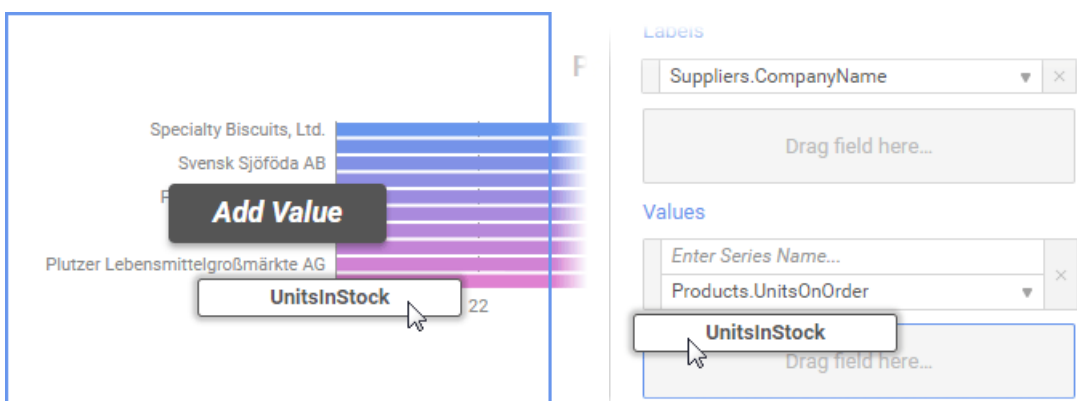 Specialty Biscuits, Ltd.
Svensk Sjöföda AB
Add Value
Plutzer Lebensmittelgroßmärkte AG
UnitsInStock
22
Labels
Suppliers.CompanyName
Drag field here...
Values
Enter Series Name...
Products.UnitsOnOrder
UnitsInStock
Drag field here...